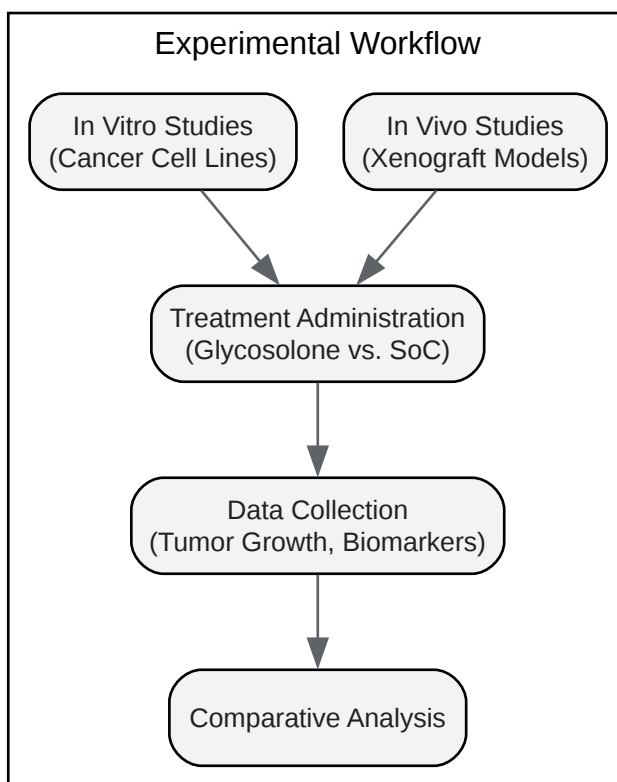 Experimental Workflow
In Vitro Studies
(Cancer Cell Lines)
In Vivo Studies
(Xenograft Models)
Treatment Administration
(Glycosolone vs. SoC)
Data Collection
(Tumor Growth, Biomarkers)
Comparative Analysis